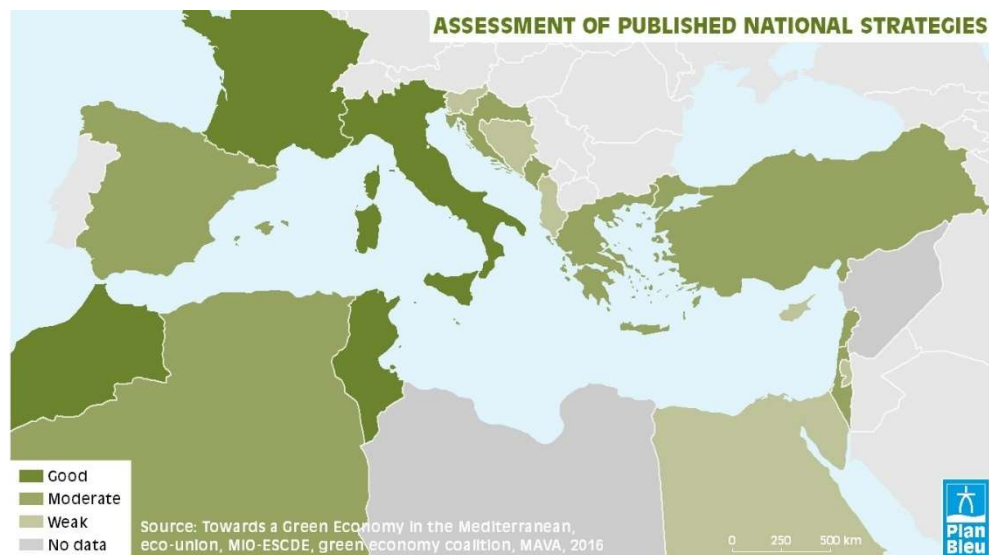 ASSESSMENT OF PUBLISHED NATIONAL STRATEGIES
Good
Moderate
Weak
No data
Source: Towards a Green Economy in the Mediterranean,
eco-union, MIO-ESCDE, green economy coalition, MAVA, 2016
0 250 500 km
Plan
Bleu